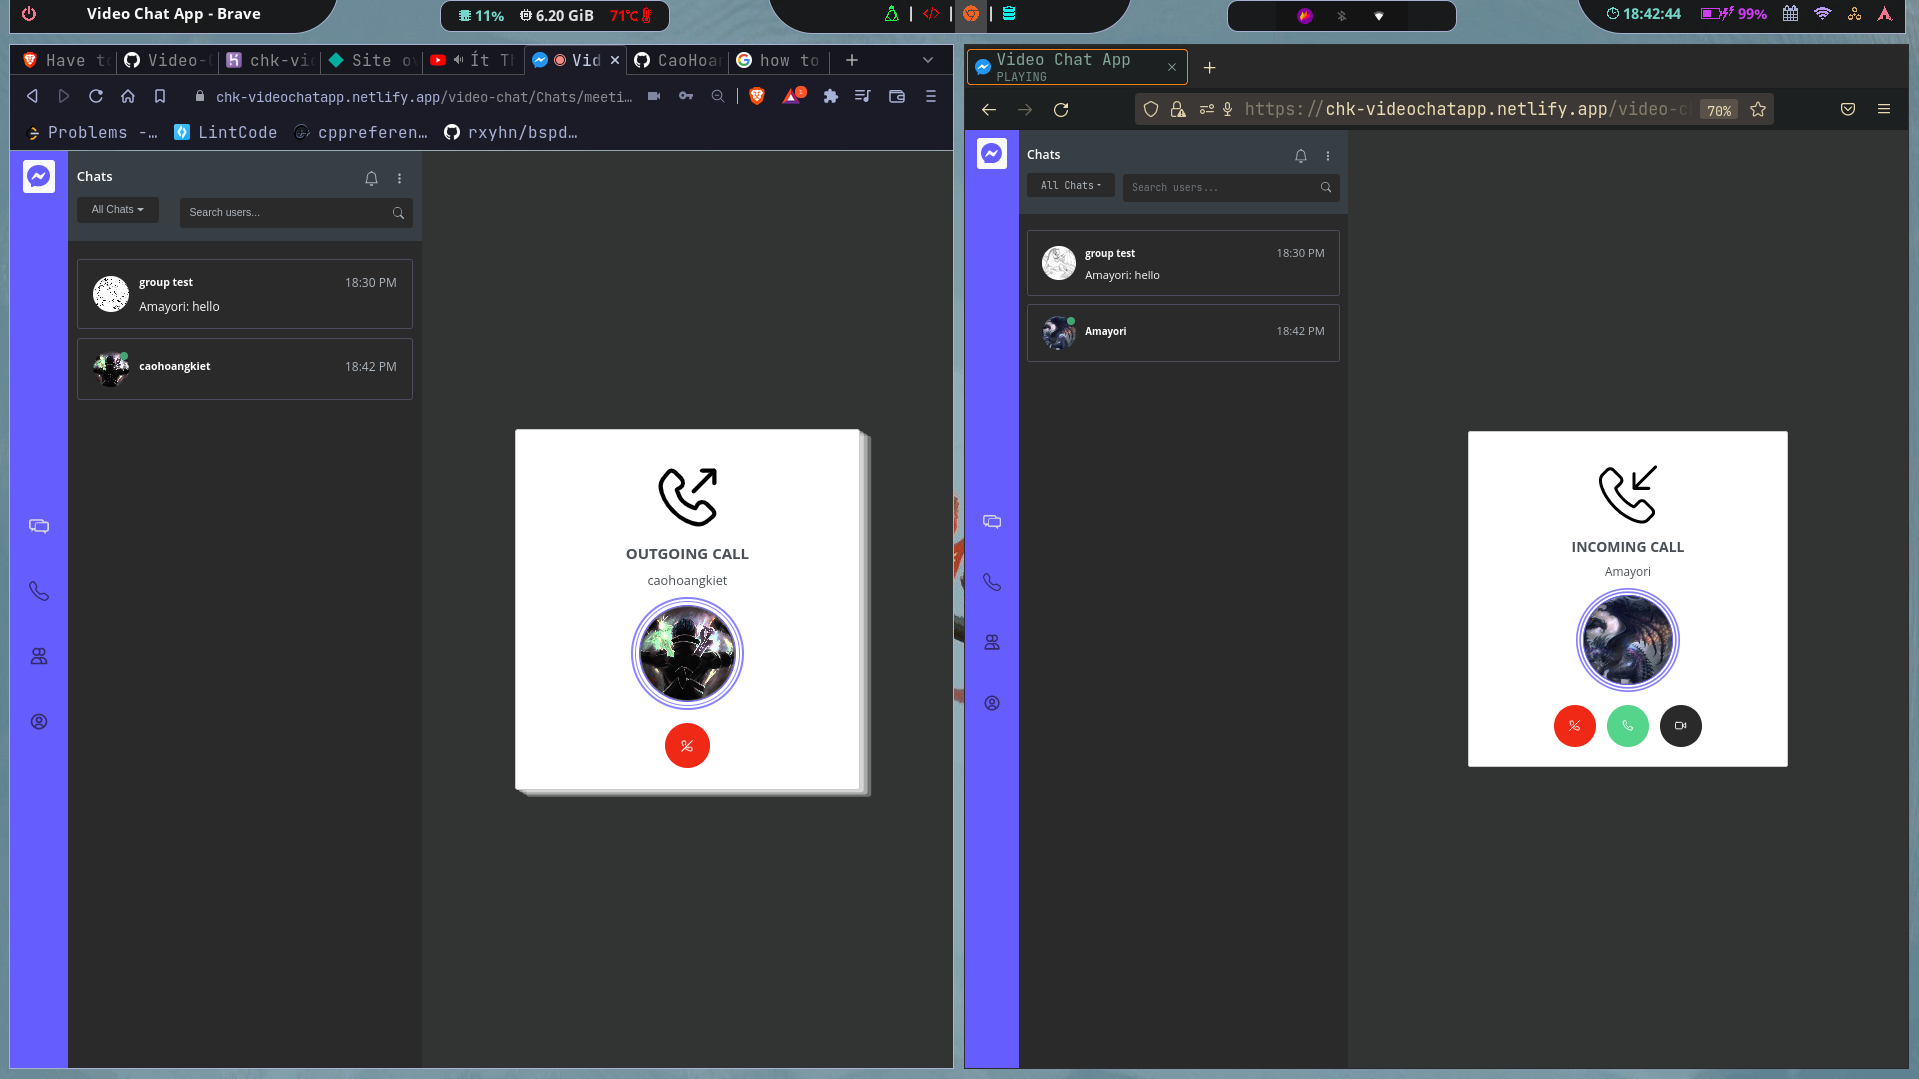 Video Chat App - Brave
11%
6.20 GiB
71℃
18:42:44
99%
Have to
Video-
chk-vi
Site o
Ít Th
Vid
CaoHoa
how to
chk-videochatapp.netlify.app/video-chat/Chats/meeti…
1
Problems -…
LintCode
cppreferen…
rxyhn/bspd…
Chats
All Chats
Search users...
group test
18:30 PM
Amayori: hello
caohoangkiet
18:42 PM
OUTGOING CALL
caohoangkiet
Video Chat App
PLAYING
https://chk-videochatapp.netlify.app/video-c
70%
Chats
All Chats
Search users...
group test
18:30 PM
Amayori: hello
Amayori
18:42 PM
INCOMING CALL
Amayori